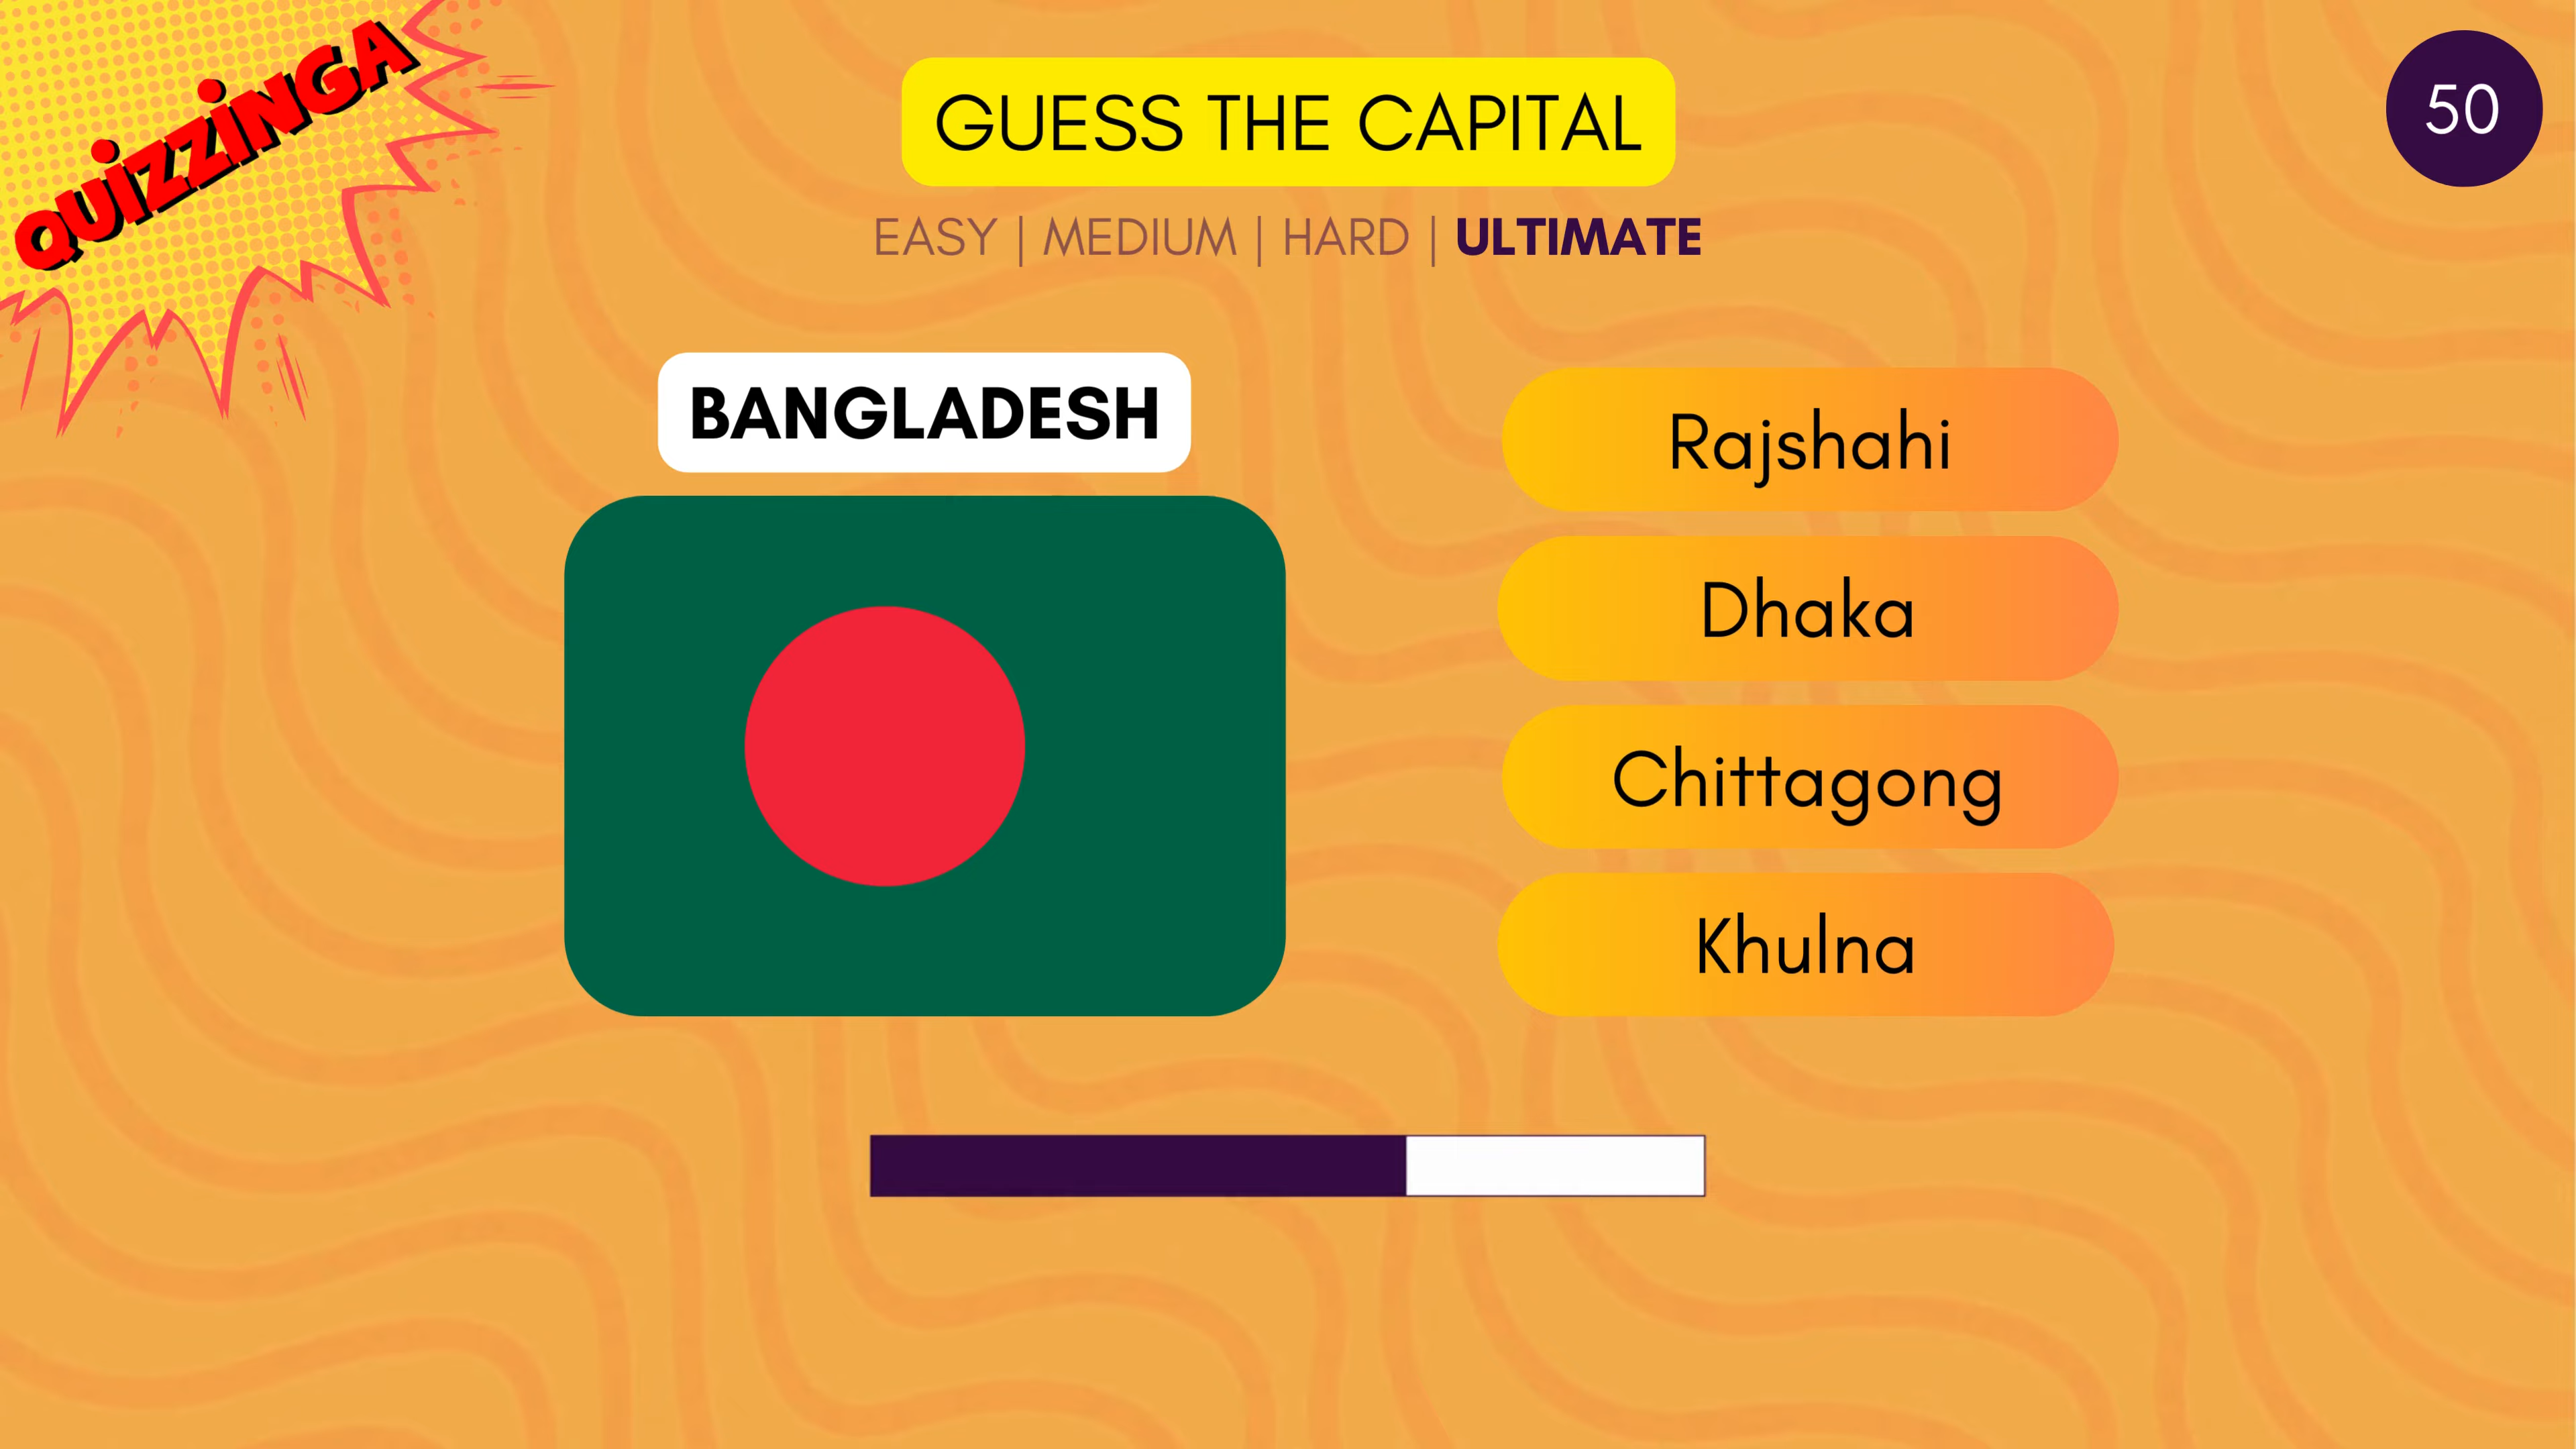 QUIZZINGA
GUESS THE CAPITAL
50
EASY | MEDIUM | HARD | ULTIMATE
BANGLADESH
Rajshahi
Dhaka
Chittagong
Khulna